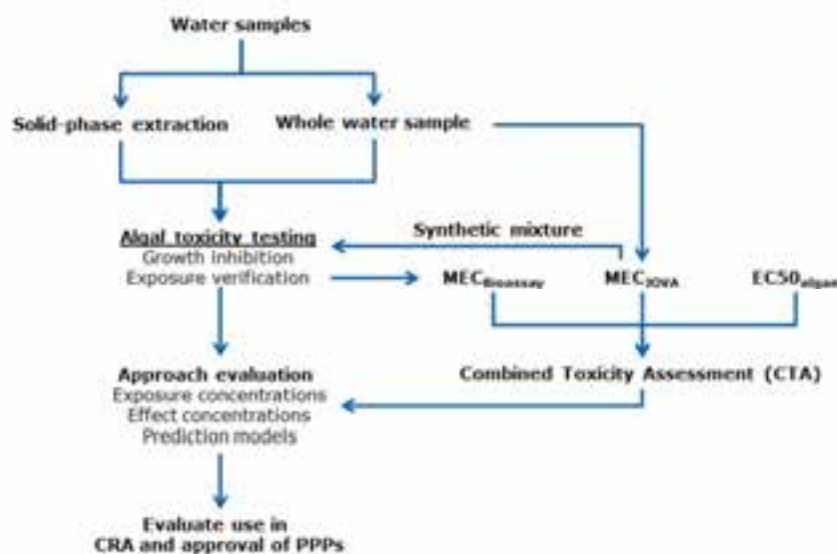 Water samples
Solid-phase extraction
Whole water sample
Algal toxicity testing
Growth inhibition
Exposure verification
Synthetic mixture
MECBioassay
MECJOVA
EC50algae
Approach evaluation
Exposure concentrations
Effect concentrations
Prediction models
Combined Toxicity Assessment (CTA)
Evaluate use in
CRA and approval of PPPs